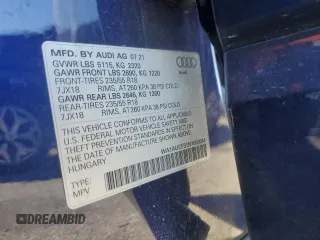 MFD. BY AUDI AG 07 21
GVWR LBS 5115, KG 2320
GAWR FRONT LBS 2690, KG 1220
FRONT-TIRES 235/55 R18
7JX18 RIMS, AT 260 KPA 38 PSI COLD
GAWR REAR LBS 2646, KG 1200
REAR-TIRES 235/55 R18
7JX18 RIMS, AT 260 KPA 38 PSI COLD
THIS VEHICLE CONFORMS TO ALL APPLICABLE
U.S. FEDERAL MOTOR VEHICLE SAFETY AND
THEFT PREVENTION STANDARDS IN EFFECT ON
THE DATE OF MANUFACTURE SHOWN ABOVE.
HUNGARY
TYPE: MPV
Audi
DREAMBID